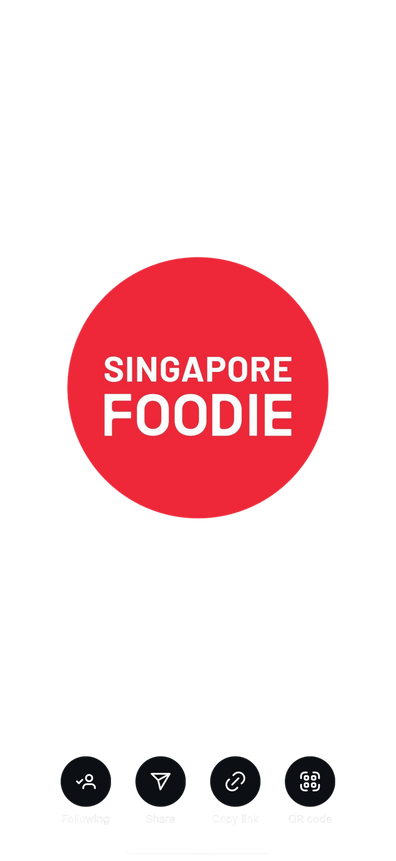 SINGAPORE
FOODIE
Following
Share
Copy link
QR code